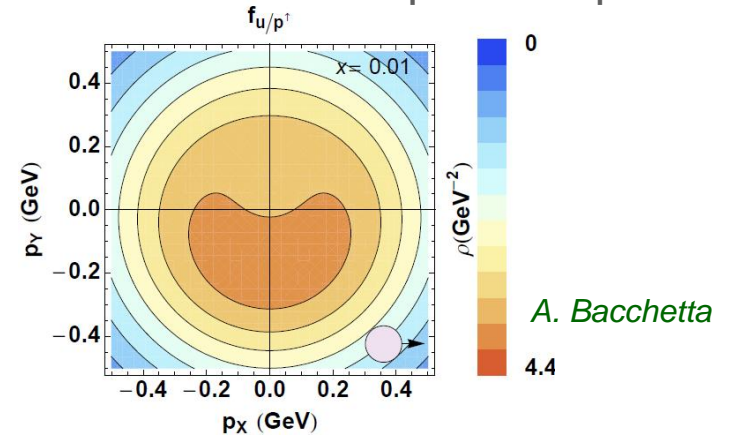 f_{u/p^↑}
x= 0.01
0.4
0.2
0.0
−0.2
−0.4
p_Y (GeV)
−0.4 −0.2 0.0 0.2 0.4
p_X (GeV)
0
ρ(GeV^{−2})
4.4
A. Bacchetta